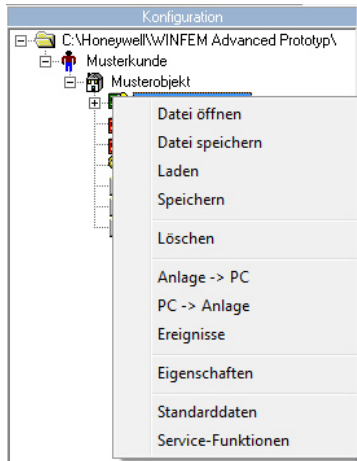 Konfiguration
C:\Honeywell\WINFEM Advanced Prototyp\
Musterkunde
Musterobjekt
Datei öffnen
Datei speichern
Laden
Speichern
Löschen
Anlage -> PC
PC -> Anlage
Ereignisse
Eigenschaften
Standarddaten
Service-Funktionen